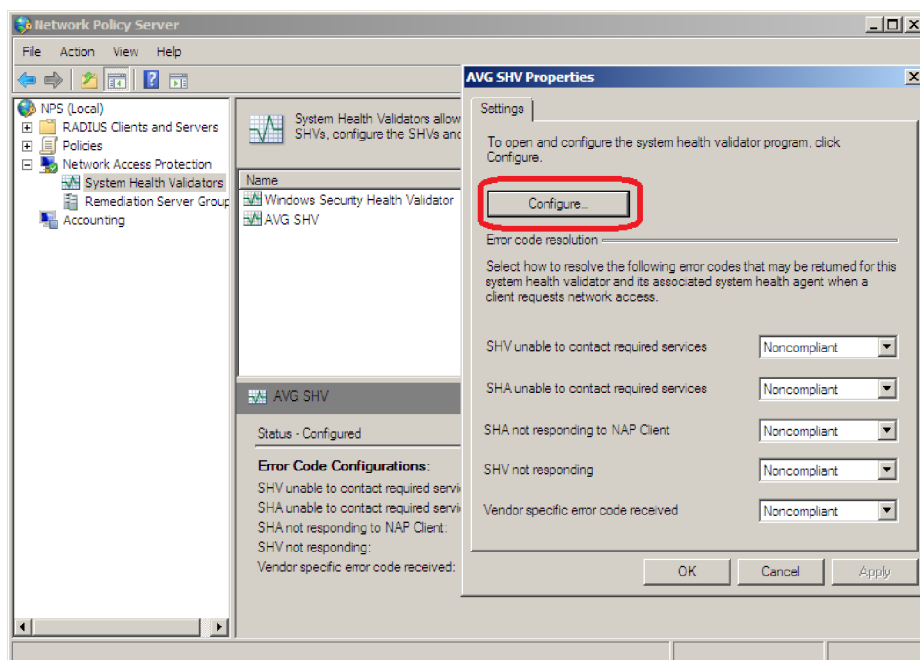 Network Policy Server
File Action View Help
NPS (Local)
RADIUS Clients and Servers
Policies
Network Access Protection
System Health Validators
Remediation Server Group
Accounting
System Health Validators allow
SHVs, configure the SHVs and
Name
Windows Security Health Validator
AVG SHV
AVG SHV
Status - Configured
Error Code Configurations:
SHV unable to contact required servi
SHA unable to contact required servi
SHA not responding to NAP Client:
SHV not responding:
Vendor specific error code received:
AVG SHV Properties
Settings
To open and configure the system health validator program, click
Configure.
Configure...
Error code resolution
Select how to resolve the following error codes that may be returned for this
system health validator and its associated system health agent when a
client requests network access.
SHV unable to contact required services Noncompliant
SHA unable to contact required services Noncompliant
SHA not responding to NAP Client Noncompliant
SHV not responding Noncompliant
Vendor specific error code received Noncompliant
OK Cancel Apply